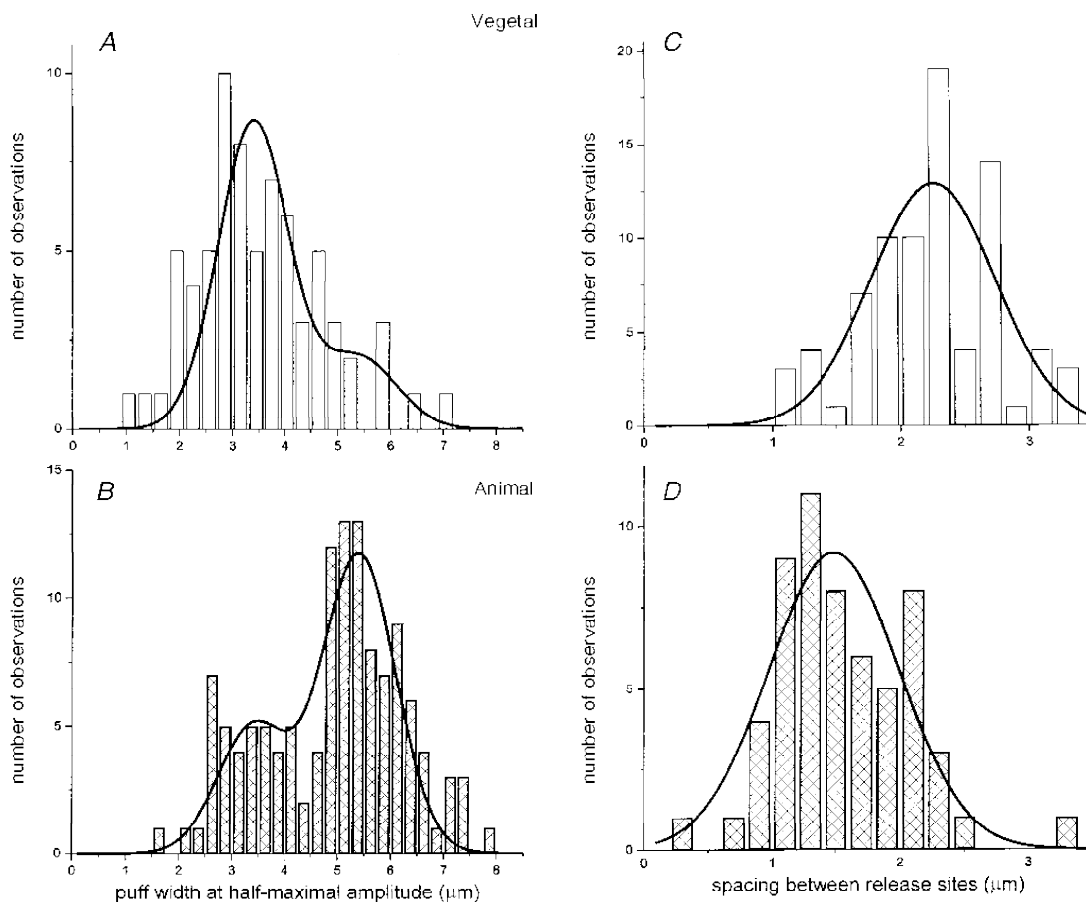 Vegetal
A
number of observations
10
5
0
0 1 2 3 4 5 6 7 8
C
number of observations
20
15
10
5
0
1 2 3
B
Animal
number of observations
15
10
5
0
0 1 2 3 4 5 6 7 8
puff width at half-maximal amplitude (μm)
D
number of observations
10
5
0
0 1 2 3
spacing between release sites (μm)